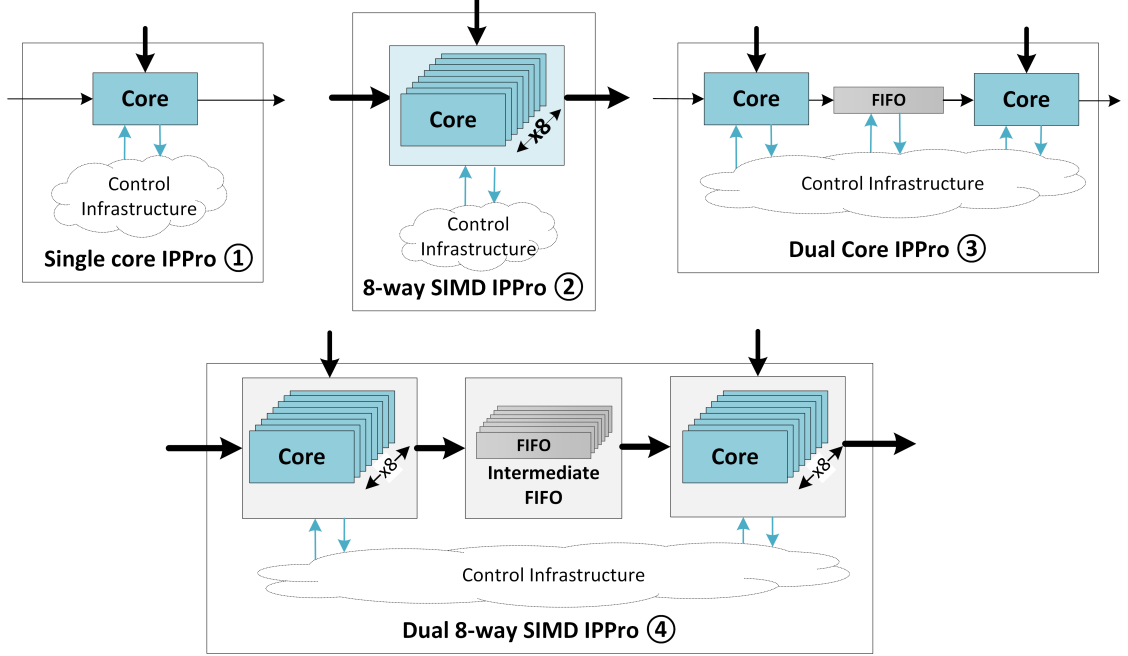 Core
Control
Infrastructure
Single core IPPro ①
Core
x8
Control
Infrastructure
8-way SIMD IPPro ②
Core
FIFO
Core
Control Infrastructure
Dual Core IPPro ③
Core
x8
FIFO
Intermediate
FIFO
Core
x8
Control Infrastructure
Dual 8-way SIMD IPPro ④